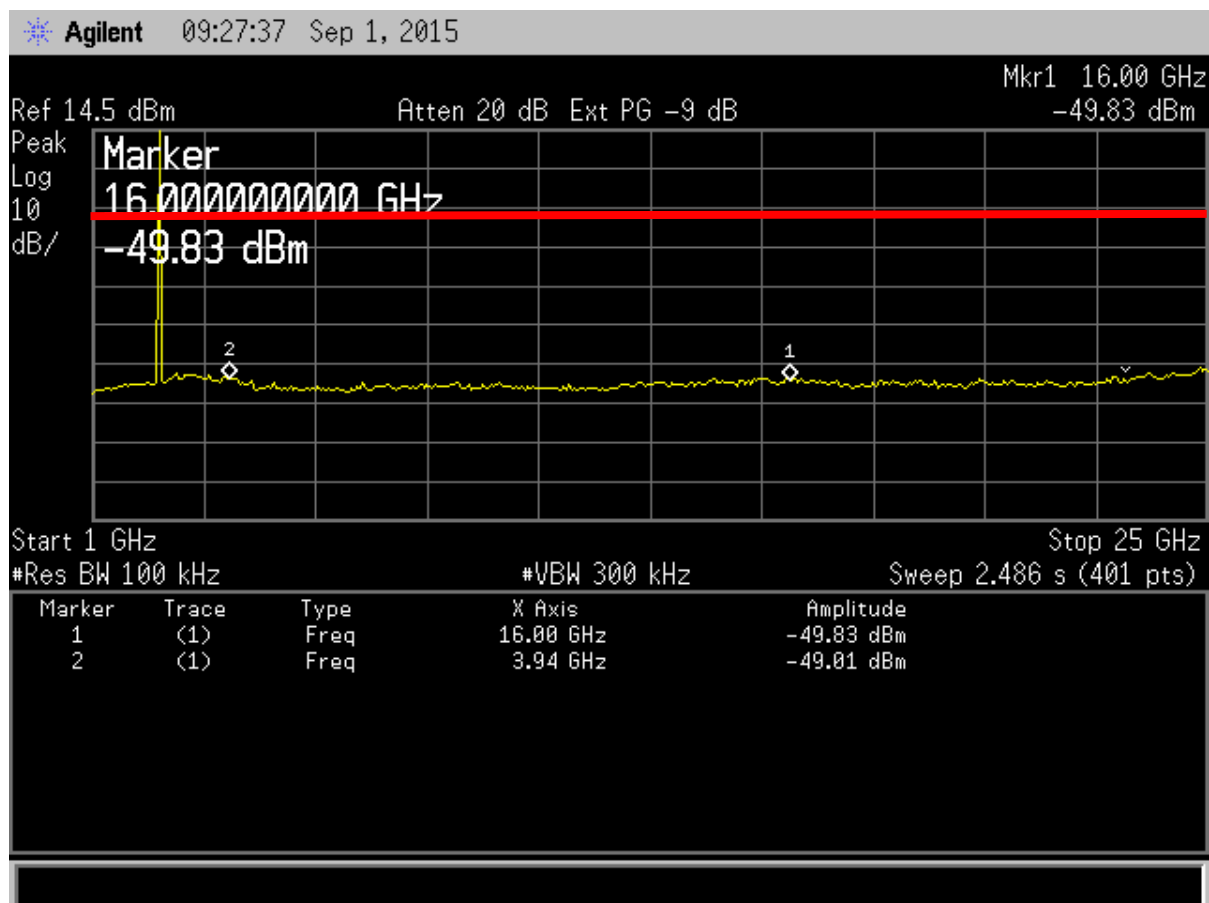 Agilent 09:27:37 Sep 1, 2015
Mkr1 16.00 GHz
Ref 14.5 dBm Atten 20 dB Ext PG -9 dB -49.83 dBm
Peak
Log
10
dB/
Marker
16.000000000 GHz
-49.83 dBm
2
1
Start 1 GHz Stop 25 GHz
#Res BW 100 kHz #VBW 300 kHz Sweep 2.486 s (401 pts)
Marker Trace Type X Axis Amplitude
1 (1) Freq 16.00 GHz -49.83 dBm
2 (1) Freq 3.94 GHz -49.01 dBm